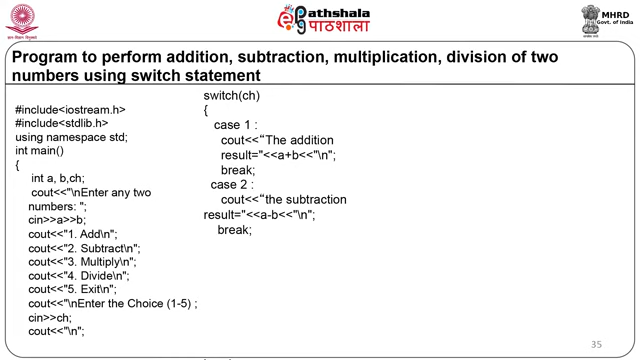 Pathshala
पाठशाला
MHRD
Govt. of India
Program to perform addition, subtraction, multiplication, division of two
numbers using switch statement
#include<iostream.h>
#include<stdlib.h>
using namespace std;
int main()
{
int a, b,ch;
cout<<"\nEnter any two
numbers: ";
cin>>a>>b;
cout<<"1. Add\n";
cout<<"2. Subtract\n";
cout<<"3. Multiply\n";
cout<<"4. Divide\n";
cout<<"5. Exit\n";
cout<<"\nEnter the Choice (1-5) ;
cin>>ch;
cout<<"\n";
switch(ch)
{
case 1 :
cout<<“The addition
result="<<a+b<<"\n";
break;
case 2 :
cout<<“the subtraction
result="<<a-b<<"\n";
break;
35